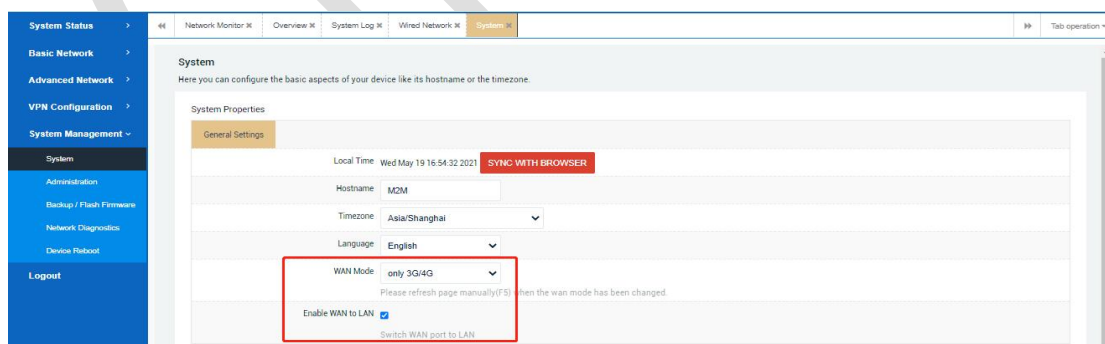 System Status
Basic Network
Advanced Network
VPN Configuration
System Management
System
Administration
Backup / Flash Firmware
Network Diagnostics
Device Reboot
Logout
Network Monitor
Overview
System Log
Wired Network
System
Tab operation
System
Here you can configure the basic aspects of your device like its hostname or the timezone.
System Properties
General Settings
Local Time Wed May 19 16:54:32 2021 SYNC WITH BROWSER
Hostname M2M
Timezone Asia/Shanghai
Language English
WAN Mode only 3G/4G
Please refresh page manually(F5) when the wan mode has been changed.
Enable WAN to LAN
Switch WAN port to LAN